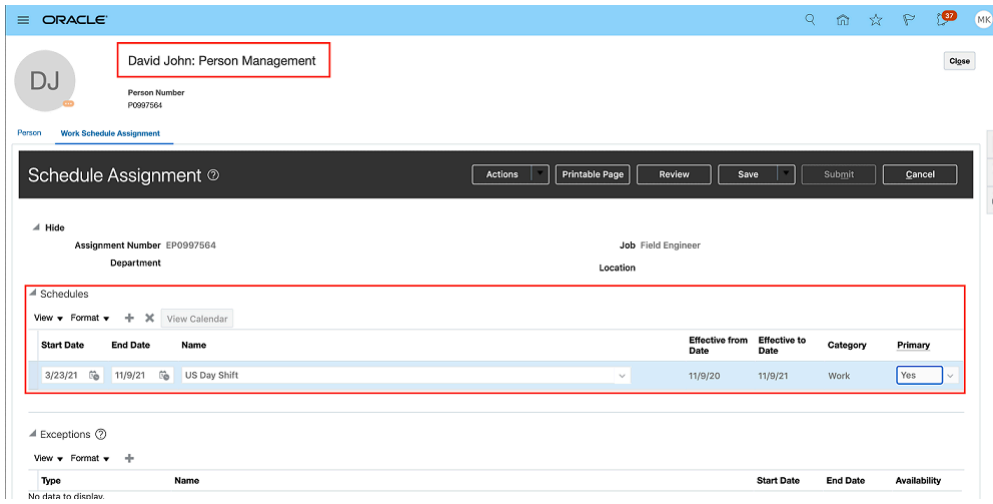 ORACLE
37
MK
DJ
David John: Person Management
Close
Person Number
P0997564
Person
Work Schedule Assignment
Schedule Assignment ?
Actions
Printable Page
Review
Save
Submit
Cancel
Hide
Assignment Number EP0997564
Job Field Engineer
Department
Location
Schedules
View Format View Calendar
Start Date End Date Name Effective from Date Effective to Date Category Primary
3/23/21 11/9/21 US Day Shift 11/9/20 11/9/21 Work Yes
Exceptions ?
View Format
Type Name Start Date End Date Availability
No data to display.